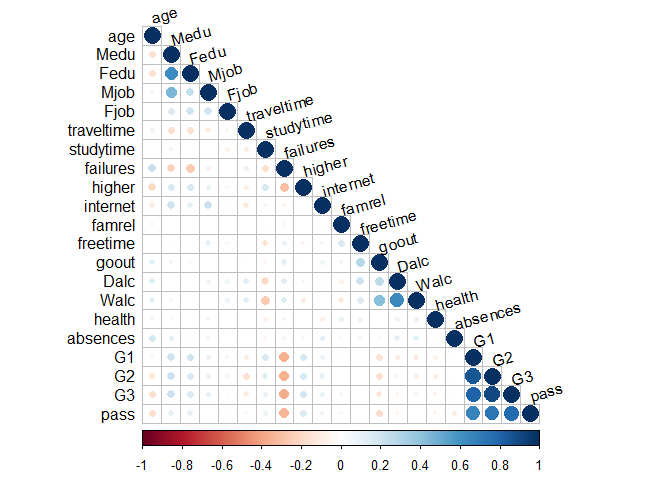 age
age
Medu
Medu
Fedu
Fedu
Mjob
Mjob
Fjob
Fjob
traveltime
traveltime
studytime
studytime
failures
failures
higher
higher
internet
internet
famrel
famrel
freetime
freetime
goout
goout
Dalc
Dalc
Walc
Walc
health
health
absences
absences
G1
G1
G2
G2
G3
G3
pass
pass
-1 -0.8 -0.6 -0.4 -0.2 0 0.2 0.4 0.6 0.8 1